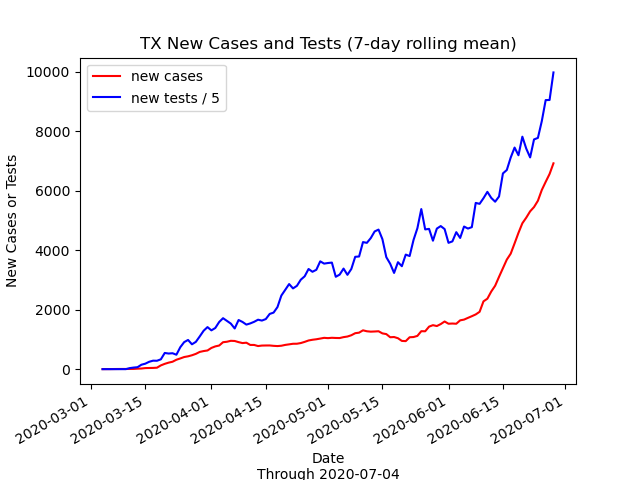 TX New Cases and Tests (7-day rolling mean)
new cases
new tests / 5
10000
8000
6000
4000
2000
0
New Cases or Tests
2020-03-01
2020-03-15
2020-04-01
2020-04-15
2020-05-01
2020-05-15
2020-06-01
2020-06-15
2020-07-01
Date
Through 2020-07-04